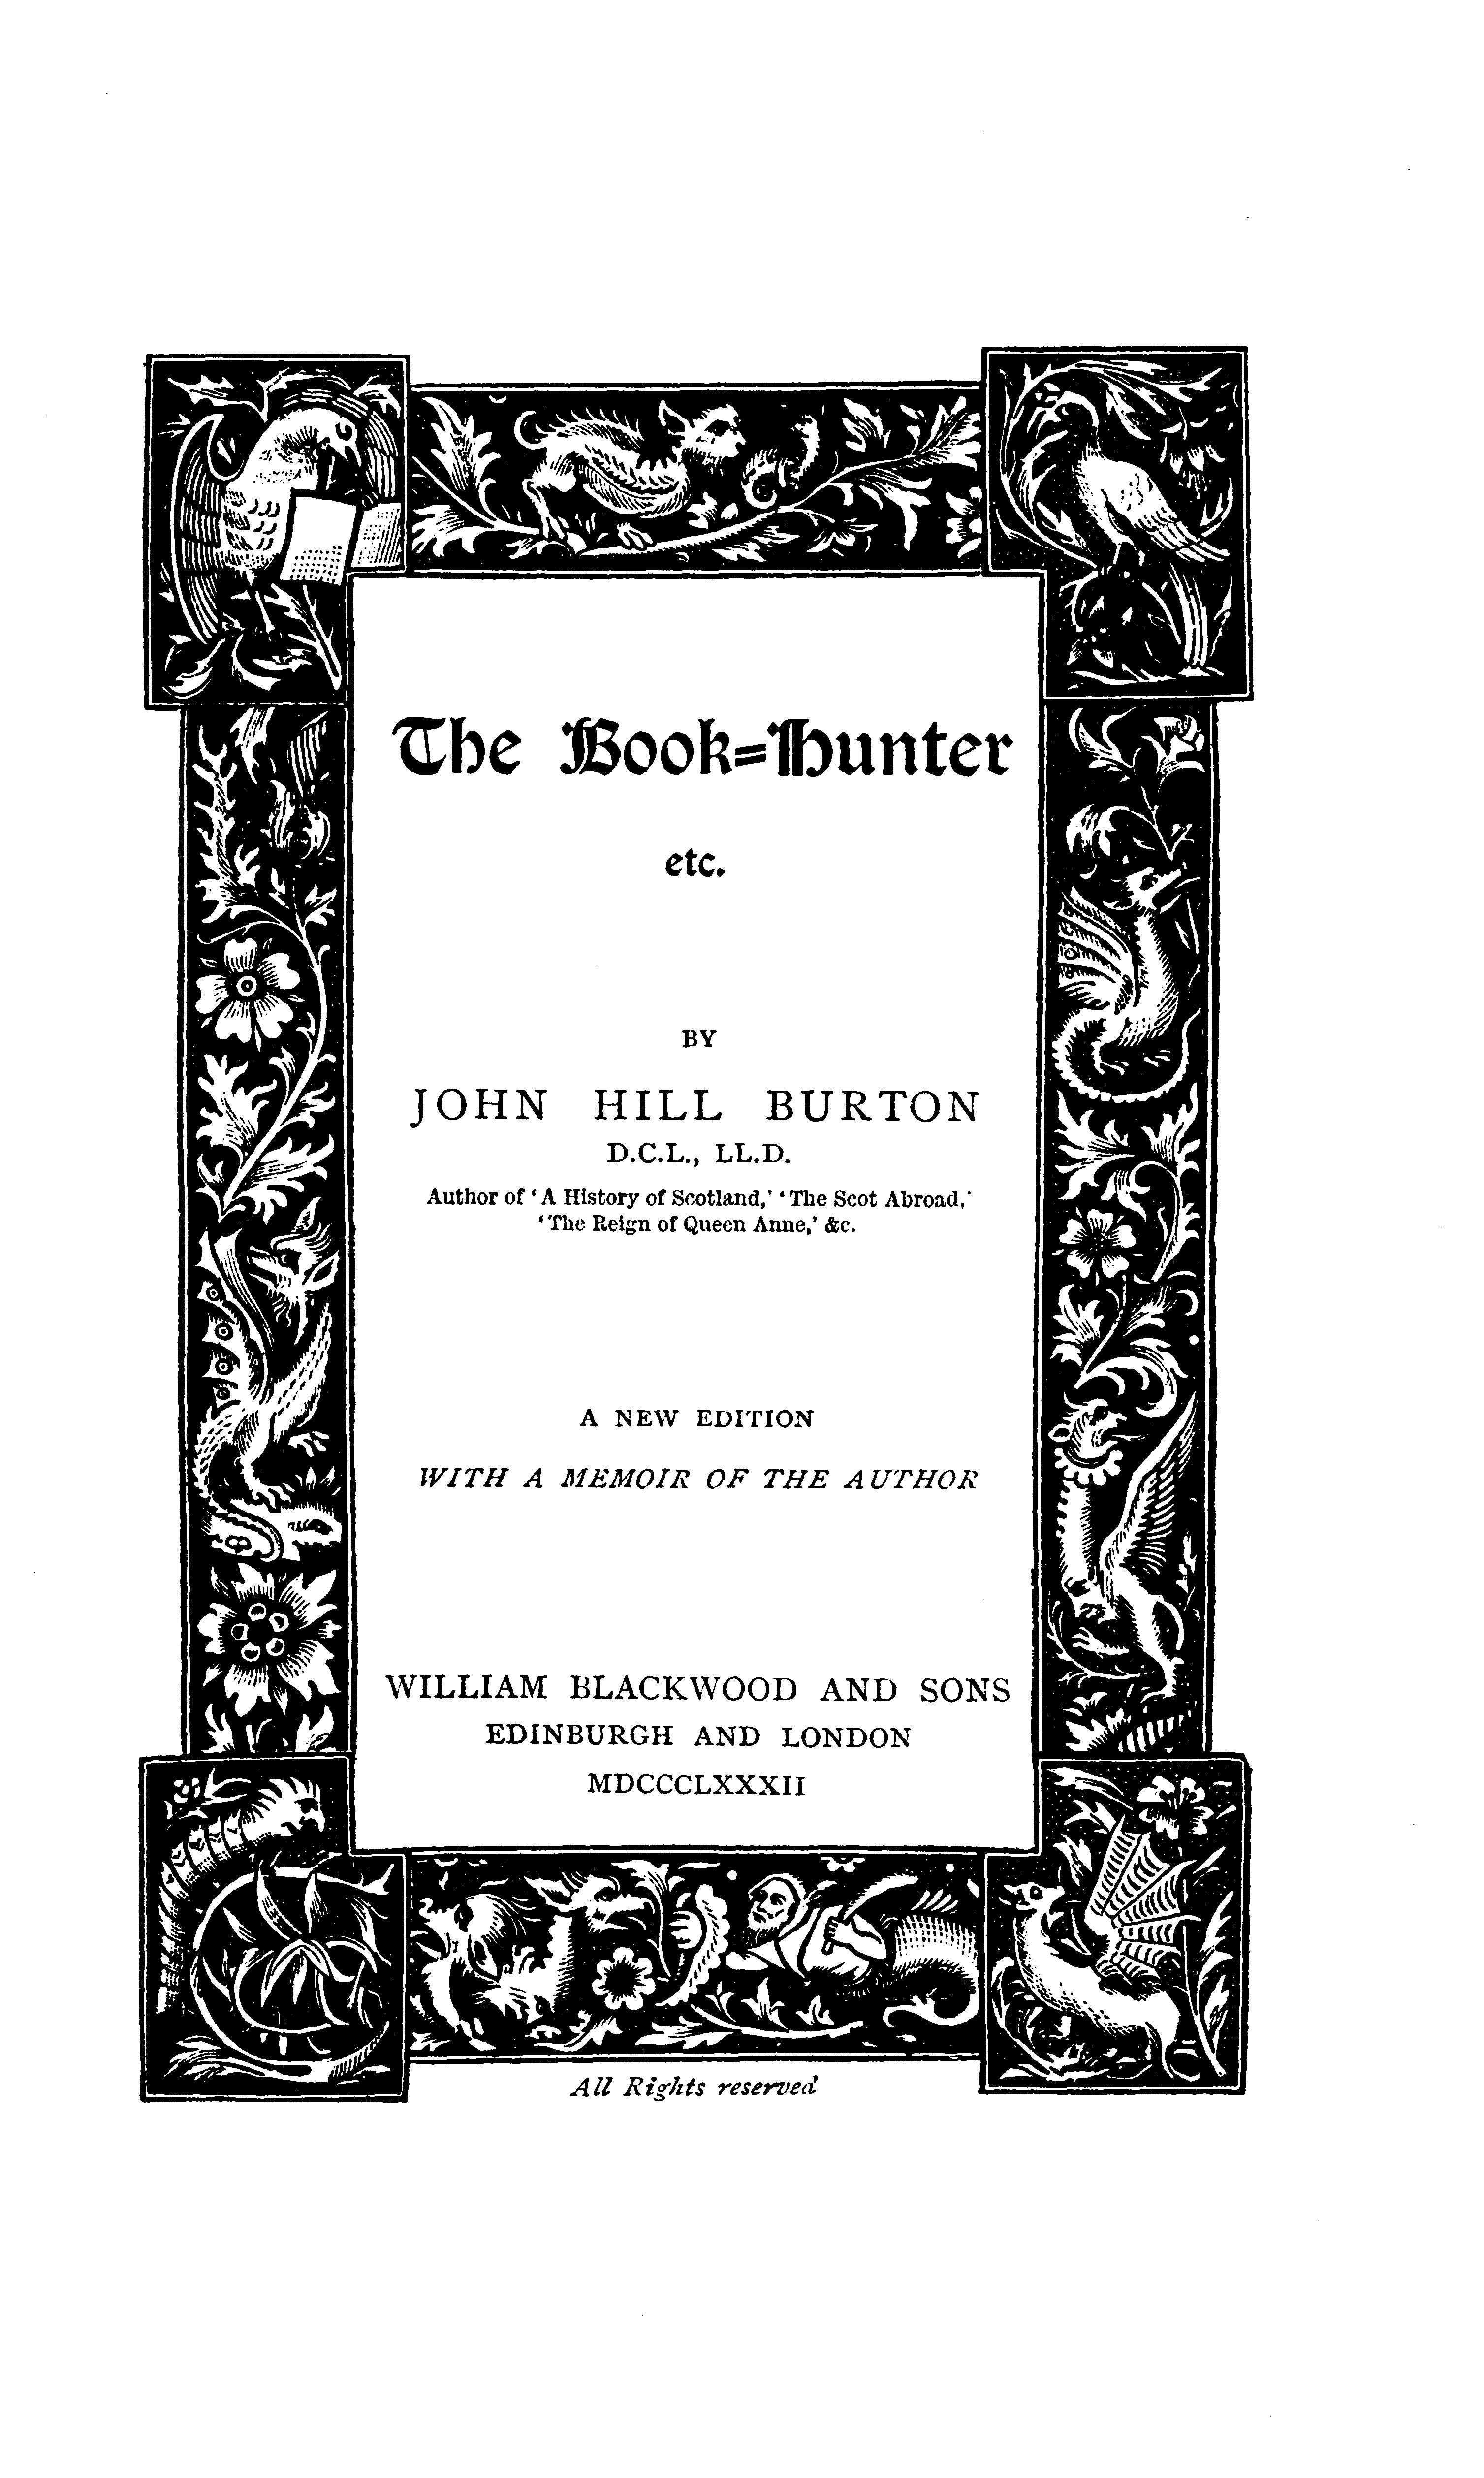 The Book=Hunter
etc.
BY
JOHN HILL BURTON
D.C.L., LL.D.
Author of ‘A History of Scotland,’ ‘The Scot Abroad,’
‘The Reign of Queen Anne,’ &c.
A NEW EDITION
WITH A MEMOIR OF THE AUTHOR
WILLIAM BLACKWOOD AND SONS
EDINBURGH AND LONDON
MDCCCLXXXII
All Rights reserved